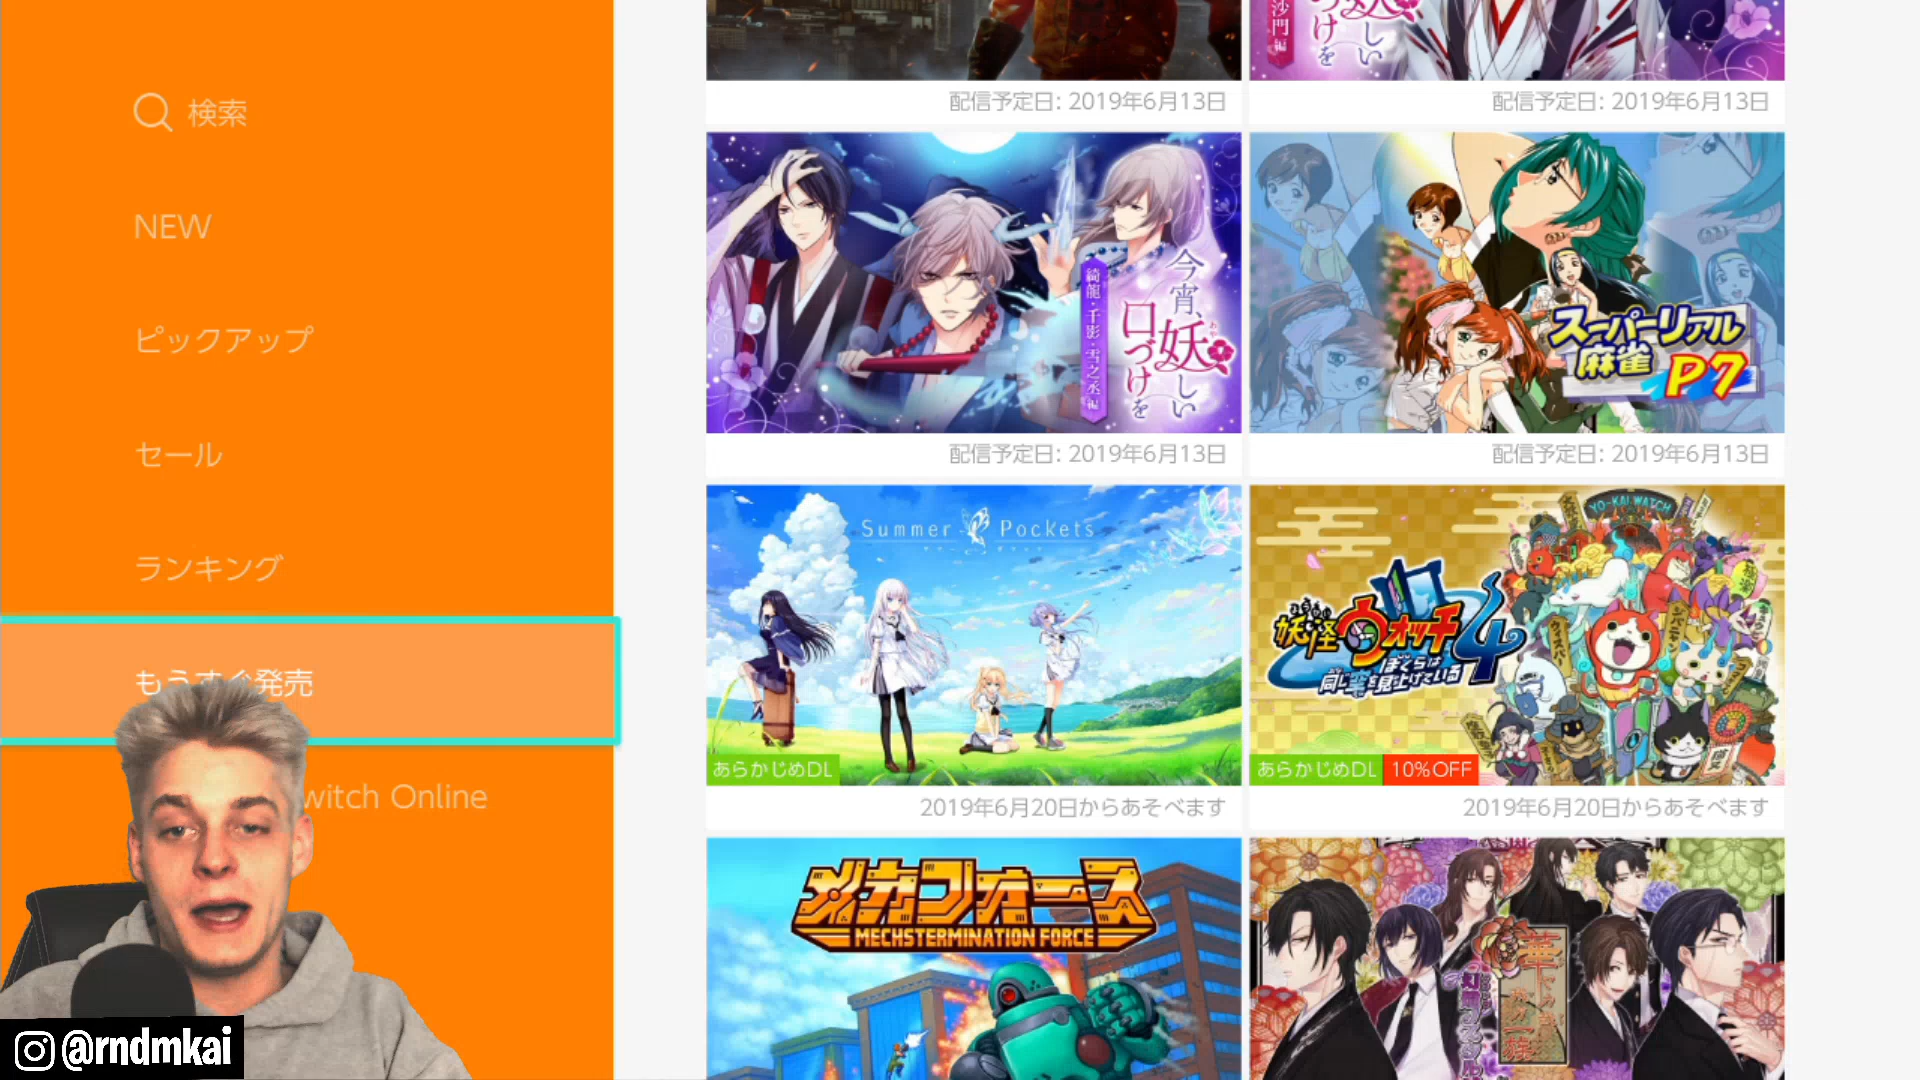 検索
NEW
ピックアップ
セール
ランキング
もうすぐ発売
witch Online
@rndmkai
配信予定日: 2019年6月13日
配信予定日: 2019年6月13日
今宵、妖しい
口づけを
綺龍・千影・雪之丞編
配信予定日: 2019年6月13日
スーパーリアル
麻雀
P7
配信予定日: 2019年6月13日
Summer Pockets
あらかじめDL
2019年6月20日からあそべます
YO-KAI WATCH
妖怪ウォッチ4
ぼくらは
同じ空を見上げている
あらかじめDL 10%OFF
2019年6月20日からあそべます
メカフォース
MECHSTERMINATION FORCE